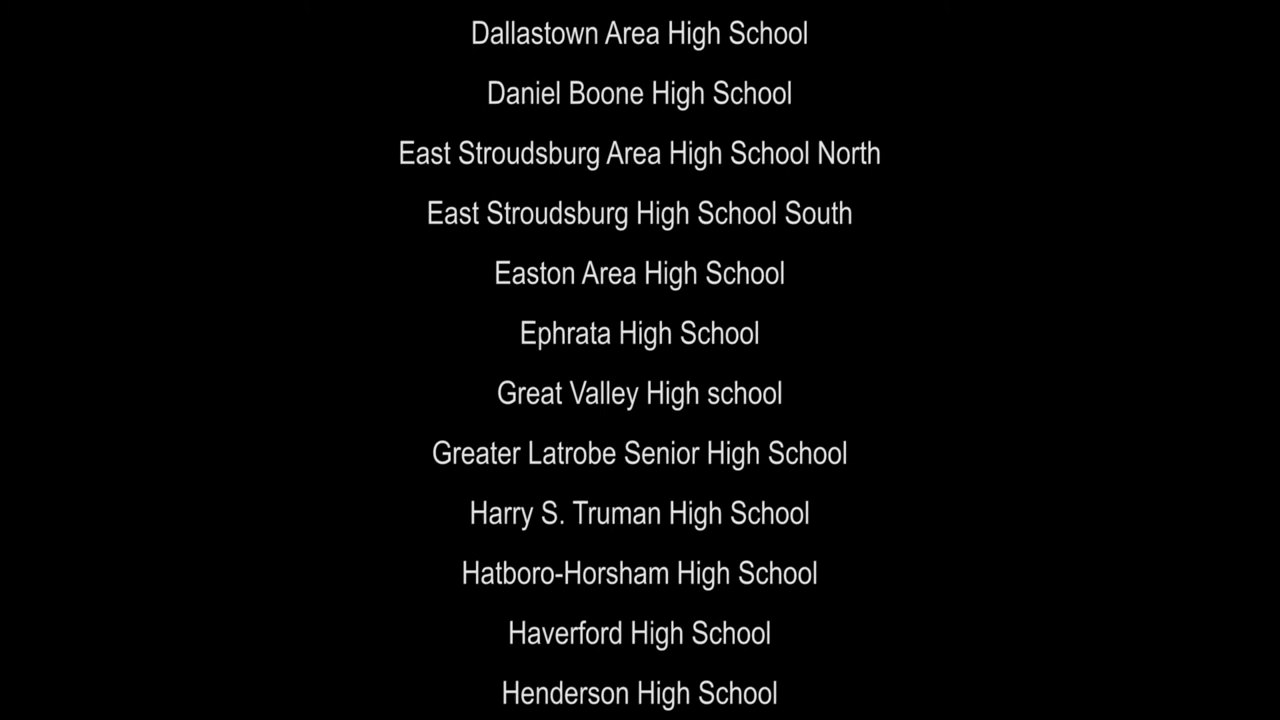 Dallastown Area High School
Daniel Boone High School
East Stroudsburg Area High School North
East Stroudsburg High School South
Easton Area High School
Ephrata High School
Great Valley High school
Greater Latrobe Senior High School
Harry S. Truman High School
Hatboro-Horsham High School
Haverford High School
Henderson High School